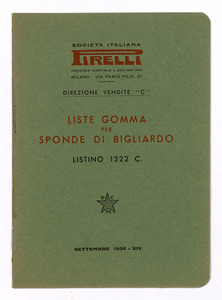 SOCIETÀ ITALIANA
PIRELLI
MILANO - VIA FABIO FILZI, 21
DIREZIONE VENDITE "C"
LISTE GOMMA
PER
SPONDE DI BIGLIARDO
LISTINO 1322 C.
SETTEMBRE 1936 - XIV